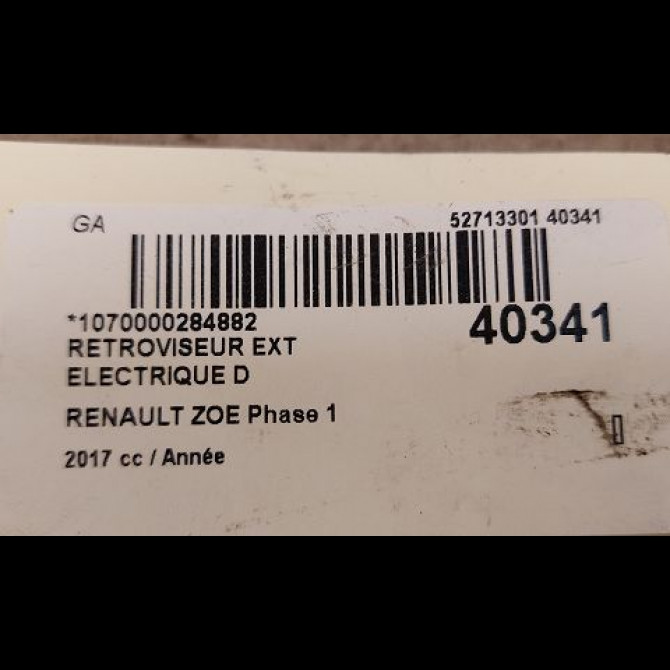 GA
52713301 40341
*1070000284882
40341
RETROVISEUR EXT
ELECTRIQUE D
RENAULT ZOE Phase 1
2017 cc / Année